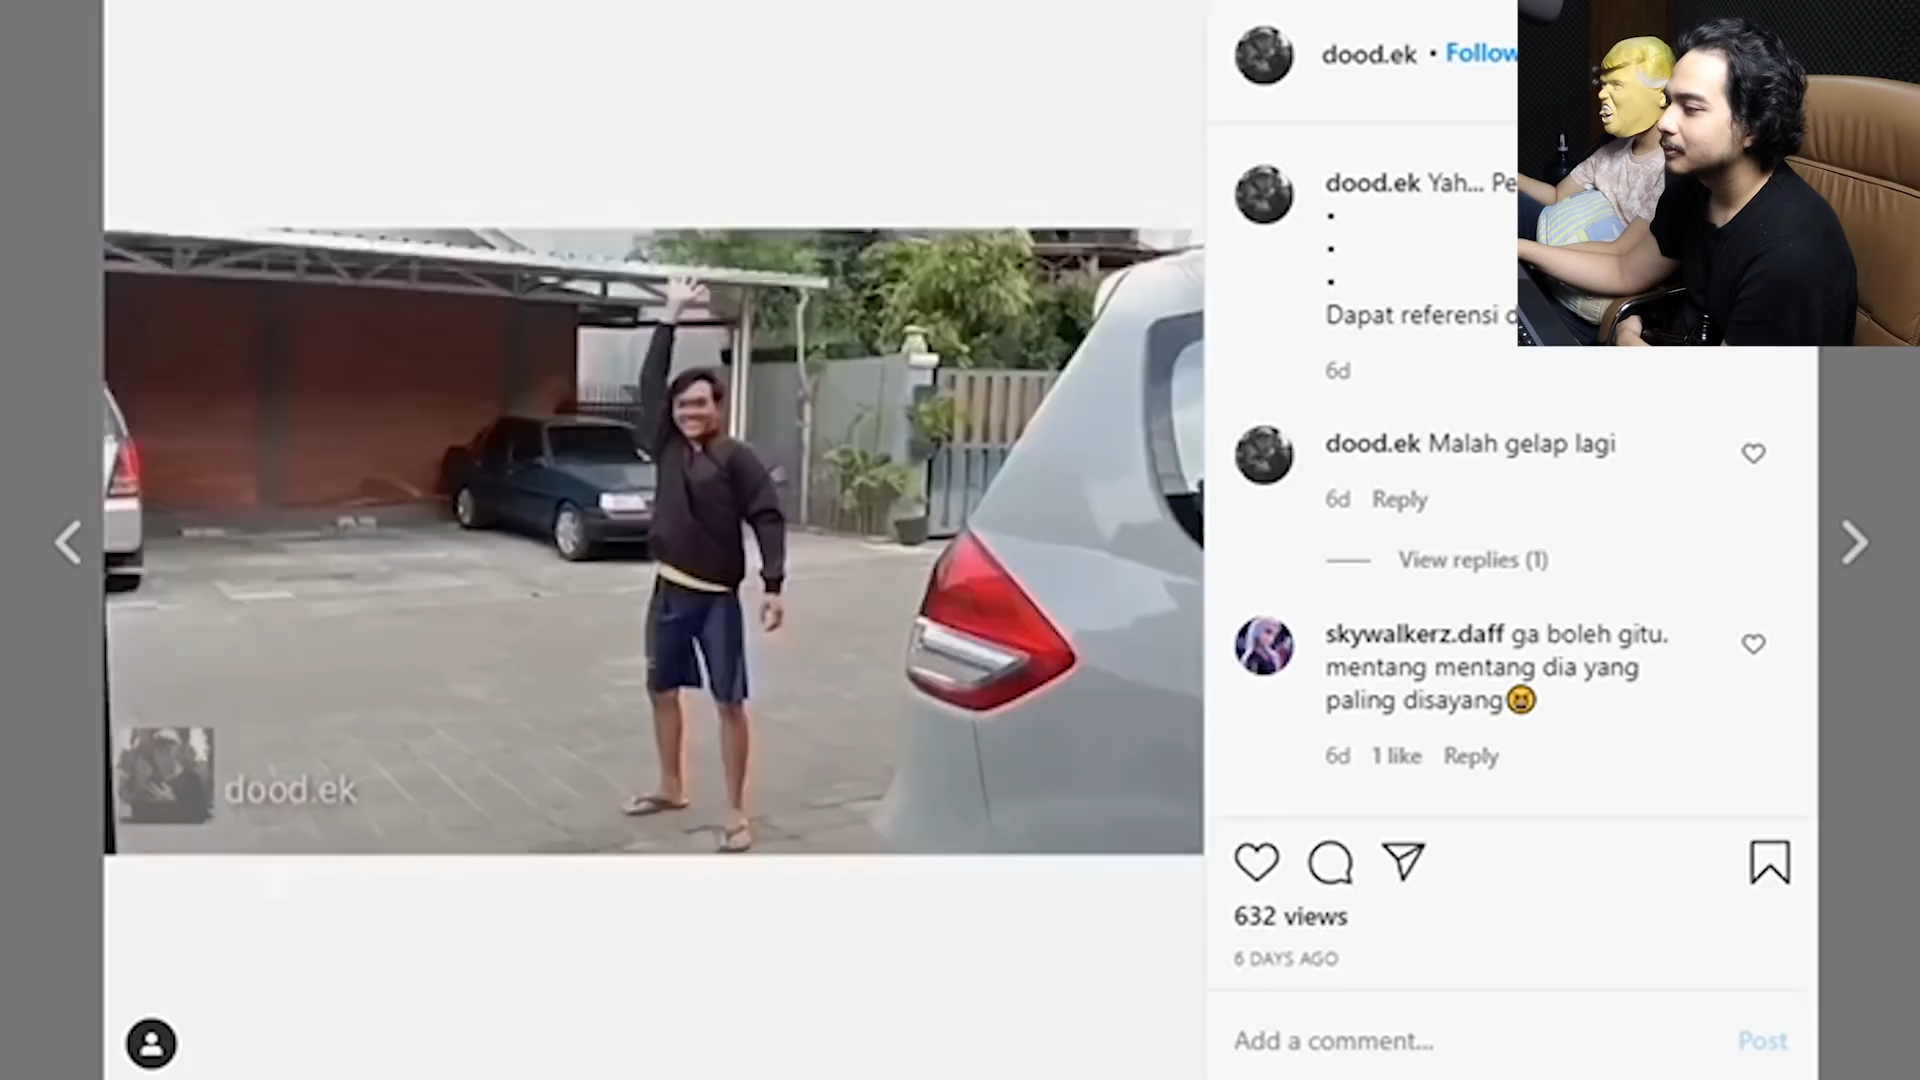 dood.ek • Follow
dood.ek Yah... Pe
•
•
•
Dapat referensi
6d
dood.ek Malah gelap lagi
6d Reply
View replies (1)
skywalkerz.daff ga boleh gitu.
mentang mentang dia yang
paling disayang😆
6d 1 like Reply
632 views
6 DAYS AGO
Add a comment... Post
dood.ek